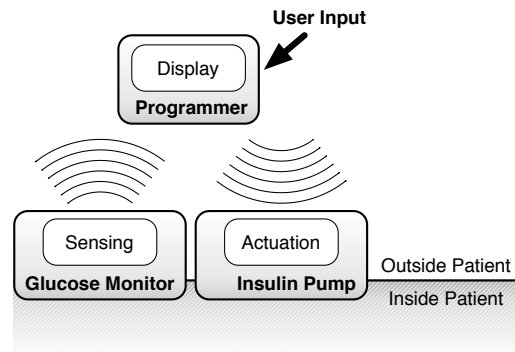 User Input
Display
Programmer
Sensing
Glucose Monitor
Actuation
Insulin Pump
Outside Patient
Inside Patient